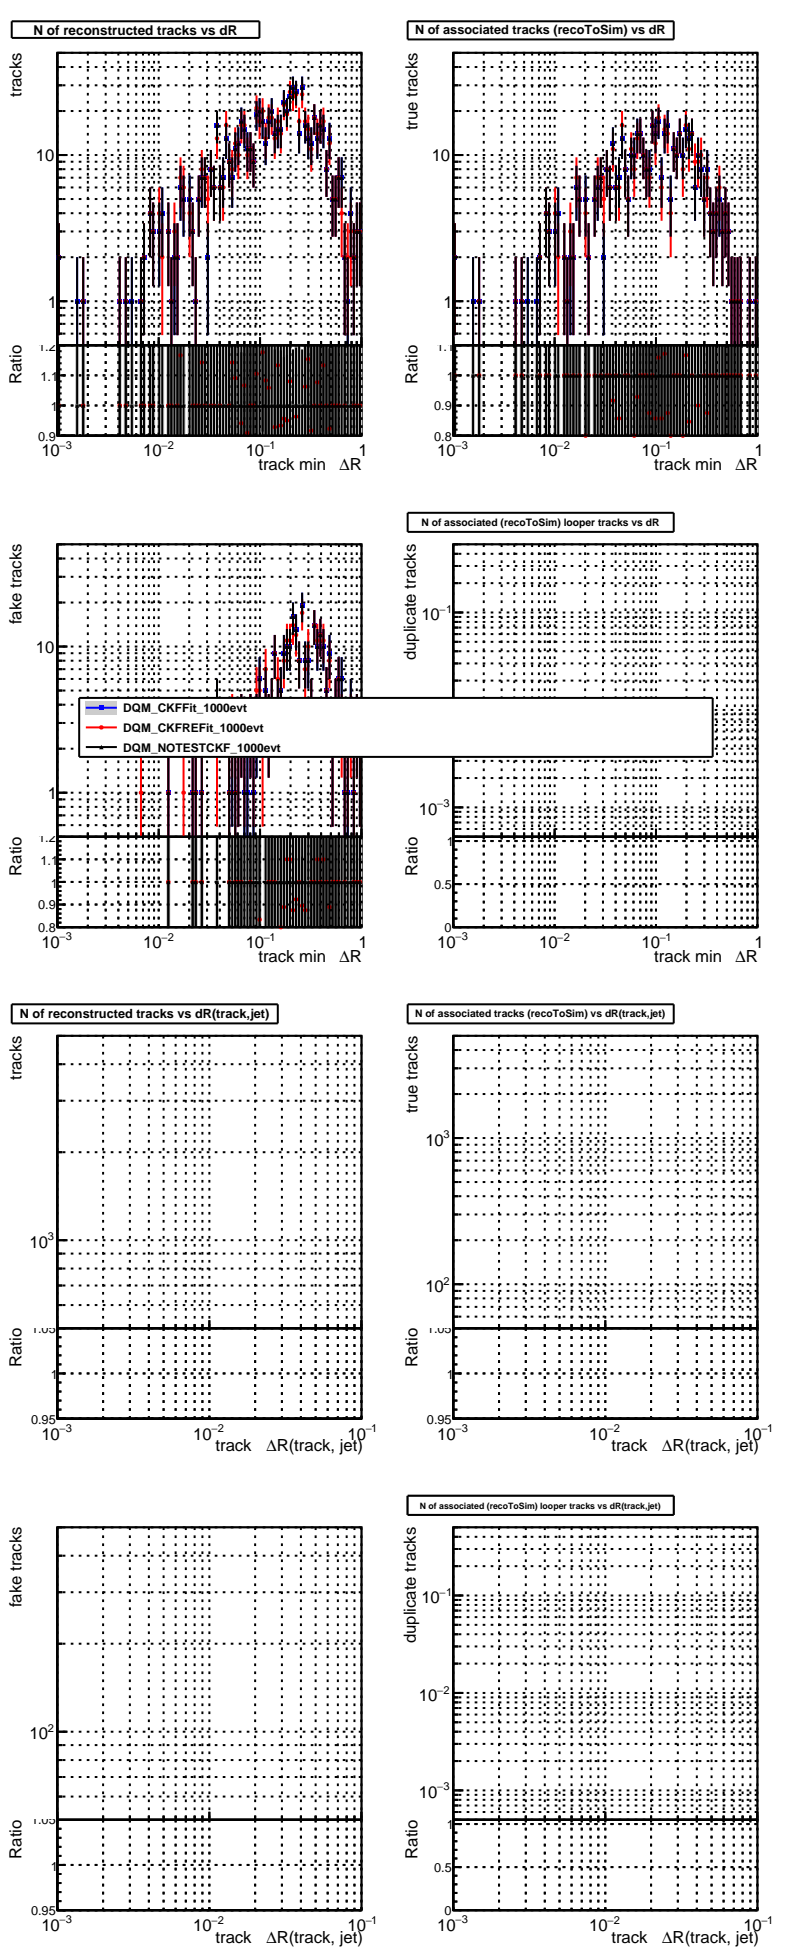 N of reconstructed tracks vs dR
tracks
10
1
Ratio
1.2
1.1
1
0.9
10−3
10−2
10−1
1
track min ΔR
N of associated tracks (recoToSim) vs dR
true tracks
10
1
Ratio
1.1
1
0.9
0.8
10−3
10−2
10−1
1
track min ΔR
fake tracks
10
1
Ratio
1.2
1.1
1
0.9
0.8
10−3
10−2
10−1
1
track min ΔR
N of associated (recoToSim) looper tracks vs dR
duplicate tracks
10−1
10−3
Ratio
1
0.5
0
10−3
10−2
10−1
1
track min ΔR
DQM_CKFFit_1000evt
DQM_CKFREFit_1000evt
DQM_NOTESTCKF_1000evt
N of reconstructed tracks vs dR(track,jet)
tracks
103
Ratio
1.05
1
0.95
10−3
10−2
10−1
track ΔR(track, jet)
N of associated tracks (recoToSim) vs dR(track,jet)
true tracks
103
102
Ratio
1.05
1
0.95
10−3
10−2
10−1
track ΔR(track, jet)
fake tracks
102
Ratio
1.05
1
0.95
10−3
10−2
10−1
track ΔR(track, jet)
N of associated (recoToSim) looper tracks vs dR(track,jet)
duplicate tracks
10−1
10−2
10−3
Ratio
1
0.5
0
10−3
10−2
10−1
track ΔR(track, jet)